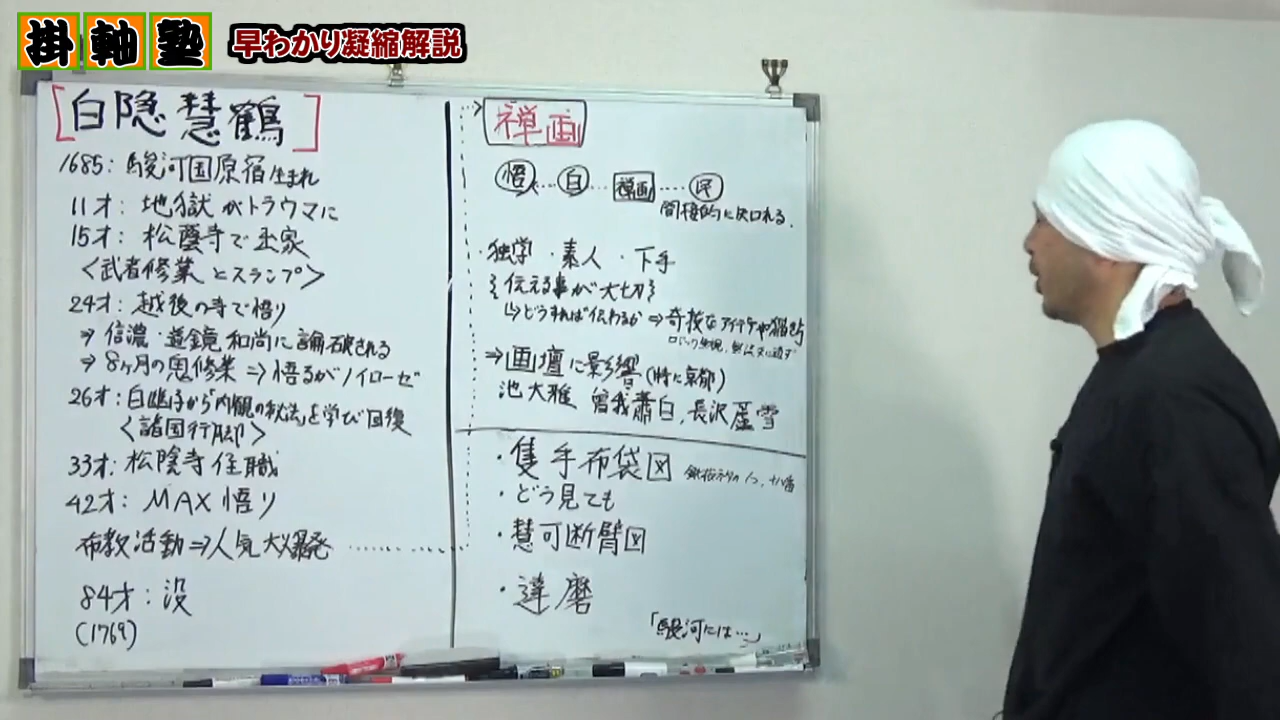 掛軸塾 早わかり凝縮解説
[白隠慧鶴]
1685：駿河国原宿生まれ
11才：地獄がトラウマに
15才：松蔭寺で出家
〈武者修業とスランプ〉
24才：越後の寺で悟り
⇒信濃・道鏡和尚に論破される
⇒8ヶ月の鬼修業⇒悟るがノイローゼ
26才：白幽子から「内観の秘法」を学び回復
〈諸国行脚〉
33才：松陰寺住職
42才：MAX悟り
布教活動⇒人気大爆発
84才：没
(1769)
禅画
悟 白 禅画 民
間接的に
・独学・素人・下手
伝える事が大切
↳どうすれば伝わるか⇒奇抜なアイデアや描き方
⇒画壇に影響(特に京都)
池大雅 曾我蕭白,長沢蘆雪
・隻手布袋図
・どう見ても
・慧可断臂図
・達磨
「駿河には…」